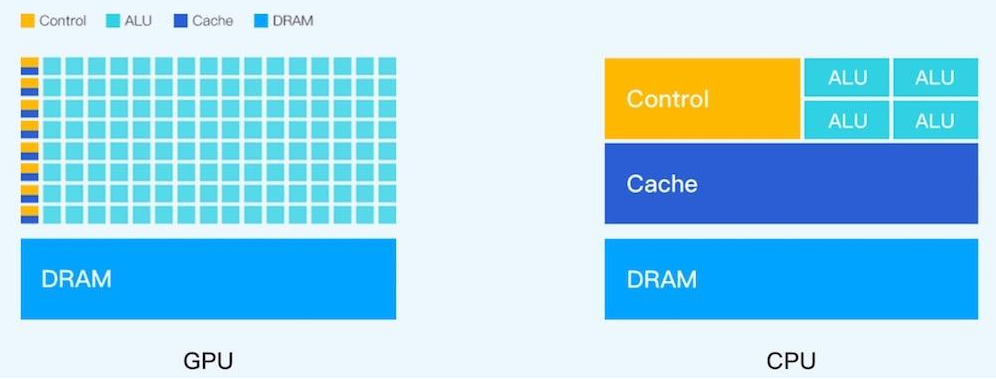 Control ALU Cache DRAM
DRAM
GPU
Control
ALU ALU
ALU ALU
Cache
DRAM
CPU